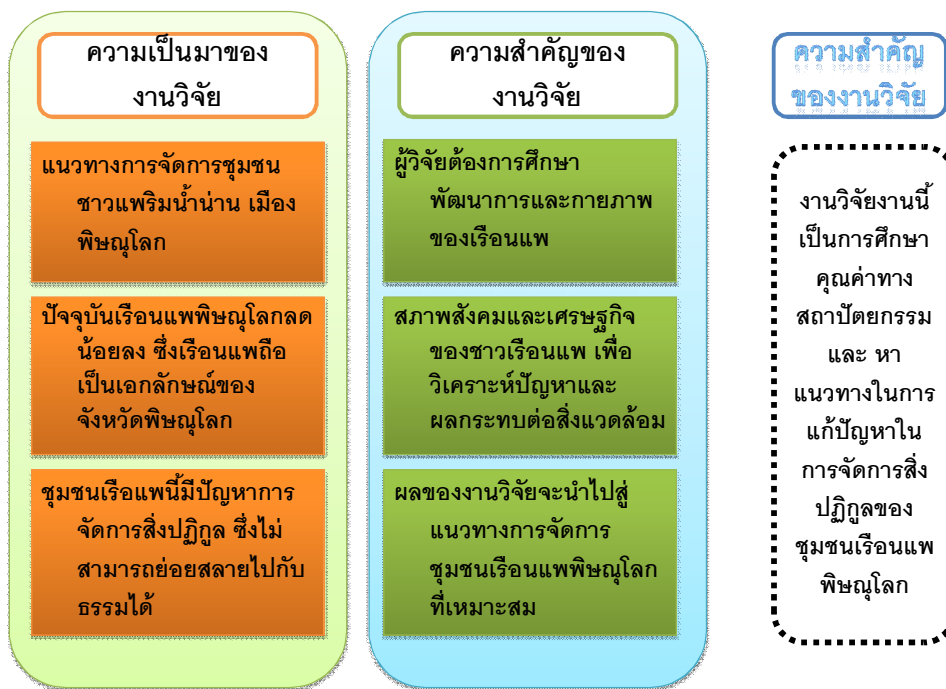 ความเป็นมาของ
งานวิจัย
แนวทางการจัดการชุมชน
ชาวแพริมน้ำน่าน เมือง
พิษณุโลก
ปัจจุบันเรือนแพพิษณุโลกลด
น้อยลง ซึ่งเรือนแพถือ
เป็นเอกลักษณ์ของ
จังหวัดพิษณุโลก
ชุมชนเรือแพนี้มีปัญหาการ
จัดการสิ่งปฏิกูล ซึ่งไม่
สามารถย่อยสลายไปกับ
ธรรมได้
ความสำคัญของ
งานวิจัย
ผู้วิจัยต้องการศึกษา
พัฒนาการและกายภาพ
ของเรือนแพ
สภาพสังคมและเศรษฐกิจ
ของชาวเรือนแพ เพื่อ
วิเคราะห์ปัญหาและ
ผลกระทบต่อสิ่งแวดล้อม
ผลของงานวิจัยจะนำไปสู่
แนวทางการจัดการ
ชุมชนเรือนแพพิษณุโลก
ที่เหมาะสม
ความสำคัญ
ของงานวิจัย
งานวิจัยงานนี้
เป็นการศึกษา
คุณค่าทาง
สถาปัตยกรรม
และ หา
แนวทางในการ
แก้ปัญหาใน
การจัดการสิ่ง
ปฏิกูลของ
ชุมชนเรือนแพ
พิษณุโลก